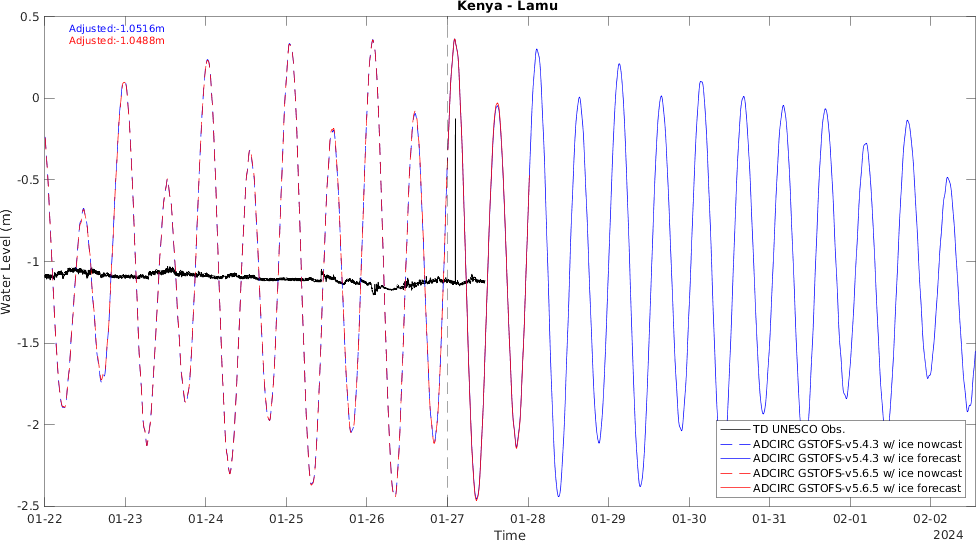 Kenya - Lamu
Adjusted:-1.0516m
Adjusted:-1.0488m
0.5
0
-0.5
-1
-1.5
-2
-2.5
Water Level (m)
TD UNESCO Obs.
ADCIRC GSTOFS-v5.4.3 w/ ice nowcast
ADCIRC GSTOFS-v5.4.3 w/ ice forecast
ADCIRC GSTOFS-v5.6.5 w/ ice nowcast
ADCIRC GSTOFS-v5.6.5 w/ ice forecast
01-22 01-23 01-24 01-25 01-26 01-27 01-28 01-29 01-30 01-31 02-01 02-02
Time
2024